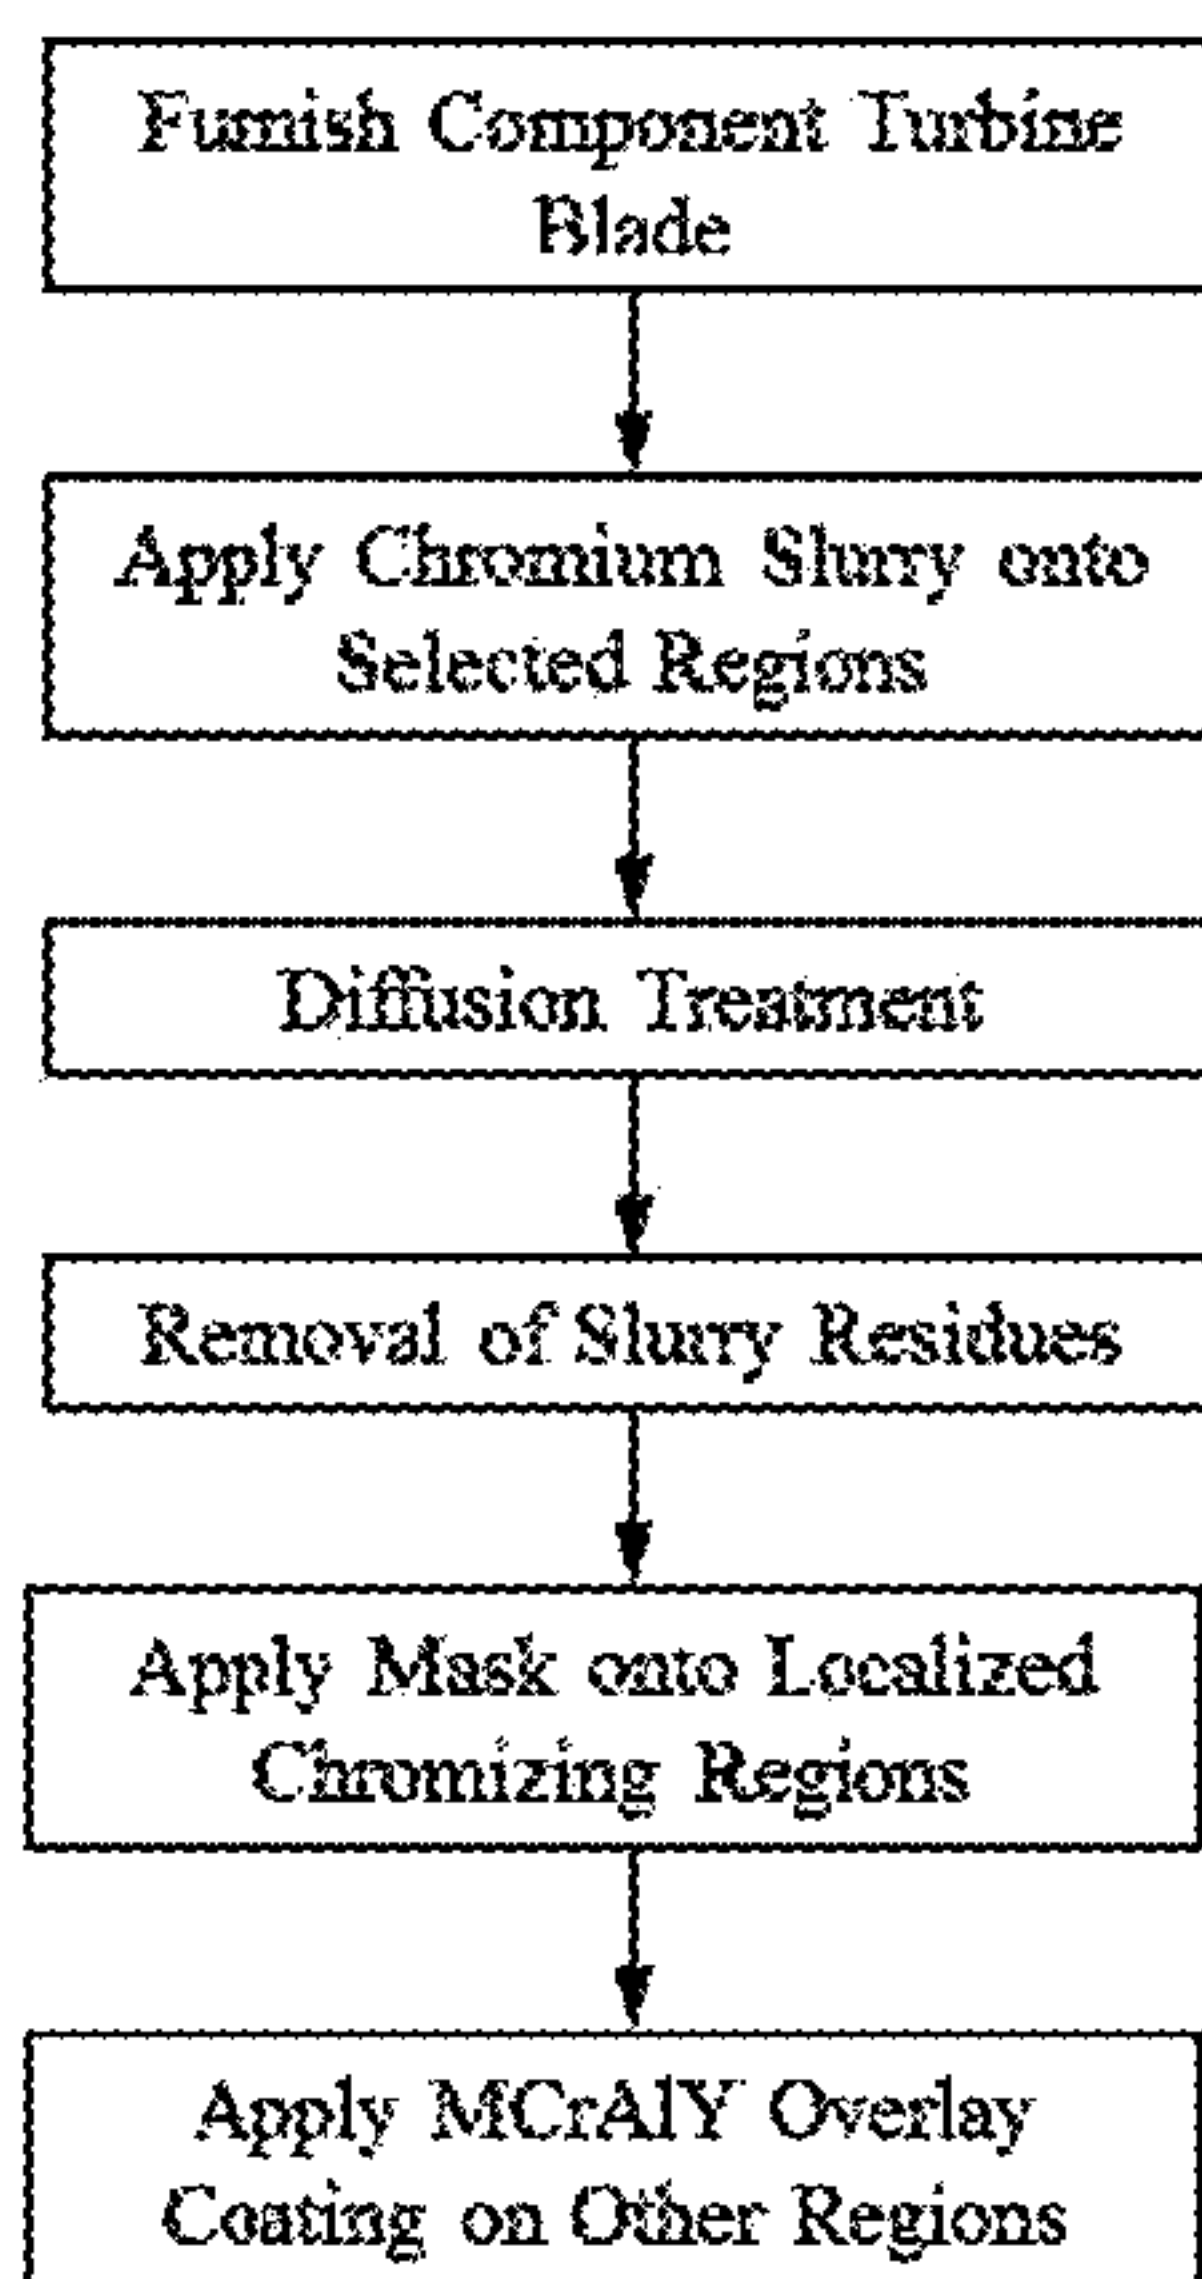 Furnish Component Turbine
Blade
Apply Chromium Slurry onto
Selected Regions
Diffusion Treatment
Removal of Slurry Residues
Apply Mask onto Localized
Chromizing Regions
Apply MCrAlY Overlay
Coating on Other Regions